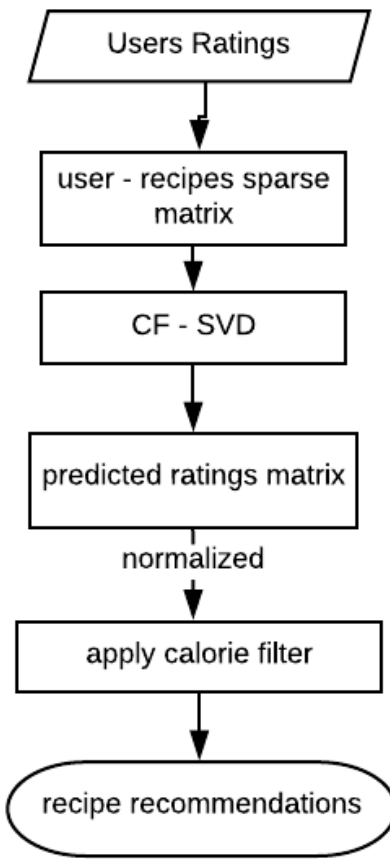 Users Ratings
user - recipes sparse
matrix
CF - SVD
predicted ratings matrix
normalized
apply calorie filter
recipe recommendations